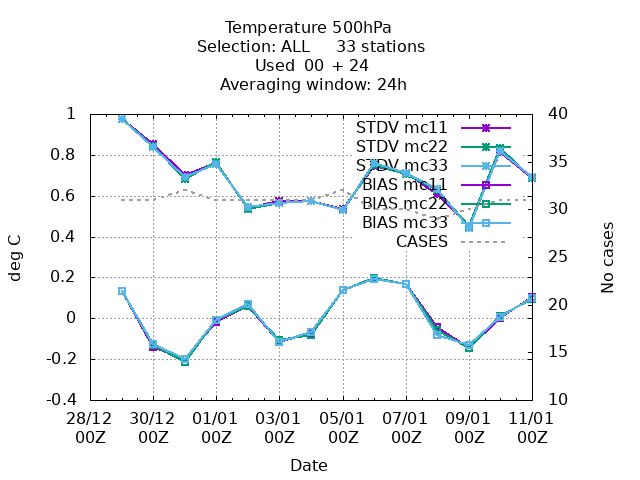 Temperature 500hPa
Selection: ALL 33 stations
Used 00 + 24
Averaging window: 24h
1
0.8
0.6
0.4
0.2
0
-0.2
-0.4
deg C
40
35
30
25
20
15
10
No cases
STDV mc11
STDV mc22
STDV mc33
BIAS mc11
BIAS mc22
BIAS mc33
CASES
28/12 30/12 01/01 03/01 05/01 07/01 09/01 11/01
00Z 00Z 00Z 00Z 00Z 00Z 00Z 00Z
Date